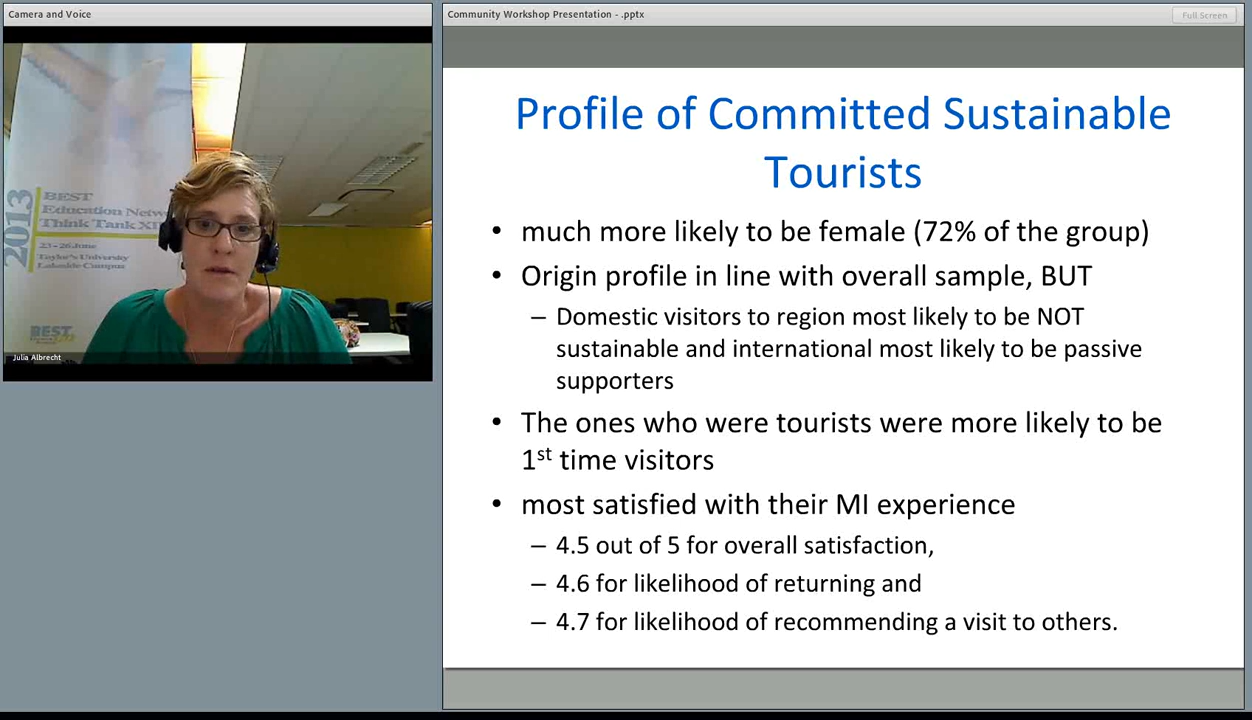 Camera and Voice
2013
BEST
Education Netw
Think Tank XI
23-26 June
Taylor's University
Lakeside Campus
BEST
Julia Albrecht
Community Workshop Presentation - .pptx
Full Screen
Profile of Committed Sustainable
Tourists
• much more likely to be female (72% of the group)
• Origin profile in line with overall sample, BUT
– Domestic visitors to region most likely to be NOT
sustainable and international most likely to be passive
supporters
• The ones who were tourists were more likely to be
1st time visitors
• most satisfied with their MI experience
– 4.5 out of 5 for overall satisfaction,
– 4.6 for likelihood of returning and
– 4.7 for likelihood of recommending a visit to others.